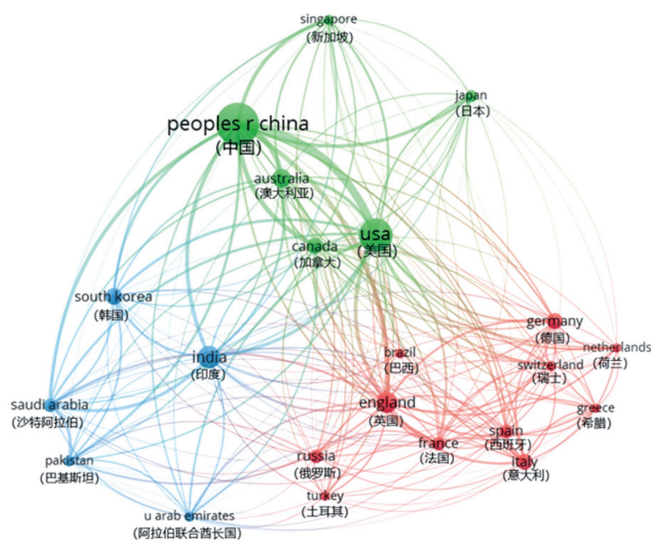 singapore
(新加坡)
japan
(日本)
peoples r china
(中国)
australia
(澳大利亚)
usa
(美国)
canada
(加拿大)
south korea
(韩国)
germany
(德国)
netherlands
(荷兰)
india
(印度)
brazil
(巴西)
switzerland
(瑞士)
saudi arabia
(沙特阿拉伯)
england
(英国)
greece
(希腊)
spain
(西班牙)
france
(法国)
pakistan
(巴基斯坦)
russia
(俄罗斯)
italy
(意大利)
turkey
(土耳其)
u arab emirates
(阿拉伯联合酋长国)